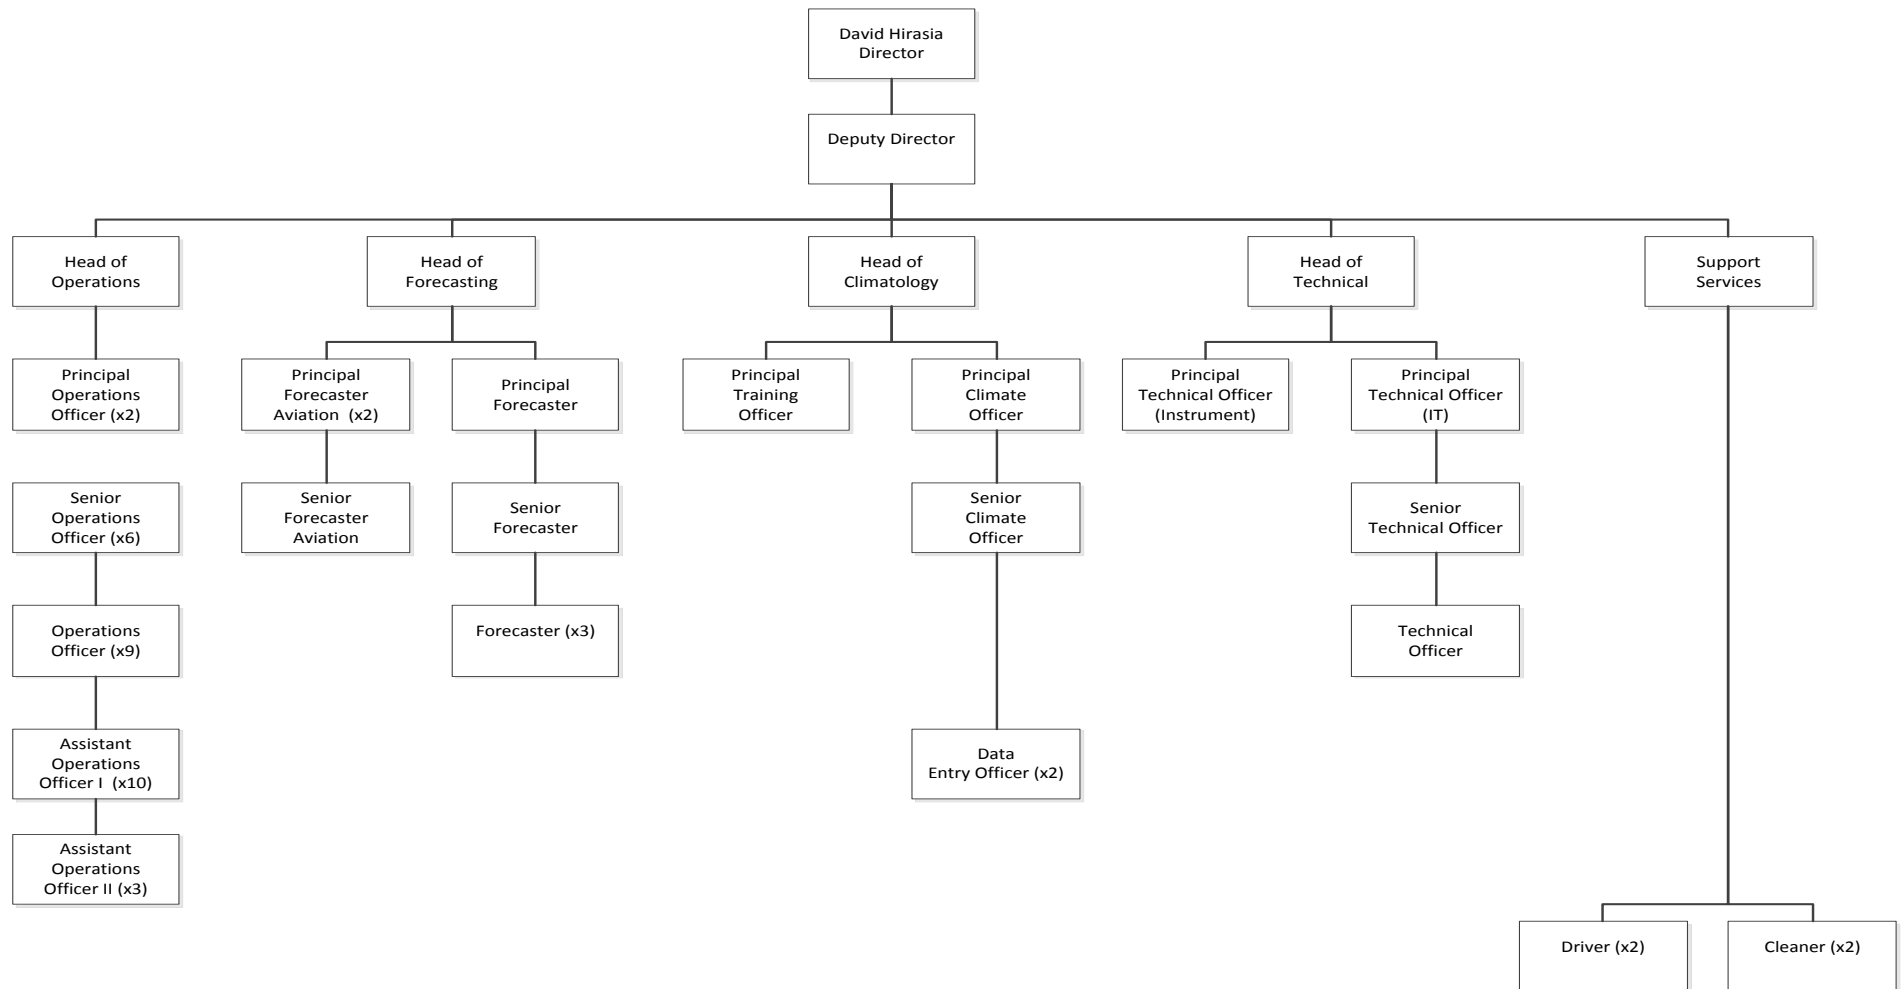 David Hirasia
Director
Deputy Director
Head of
Operations
Head of
Forecasting
Head of
Climatology
Head of
Technical
Support
Services
Principal
Operations
Officer (x2)
Principal
Forecaster
Aviation (x2)
Principal
Forecaster
Principal
Training
Officer
Principal
Climate
Officer
Principal
Technical Officer
(Instrument)
Principal
Technical Officer
(IT)
Senior
Operations
Officer (x6)
Senior
Forecaster
Aviation
Senior
Forecaster
Senior
Climate
Officer
Senior
Technical Officer
Operations
Officer (x9)
Forecaster (x3)
Technical
Officer
Assistant
Operations
Officer I (x10)
Data
Entry Officer (x2)
Assistant
Operations
Officer II (x3)
Driver (x2)
Cleaner (x2)